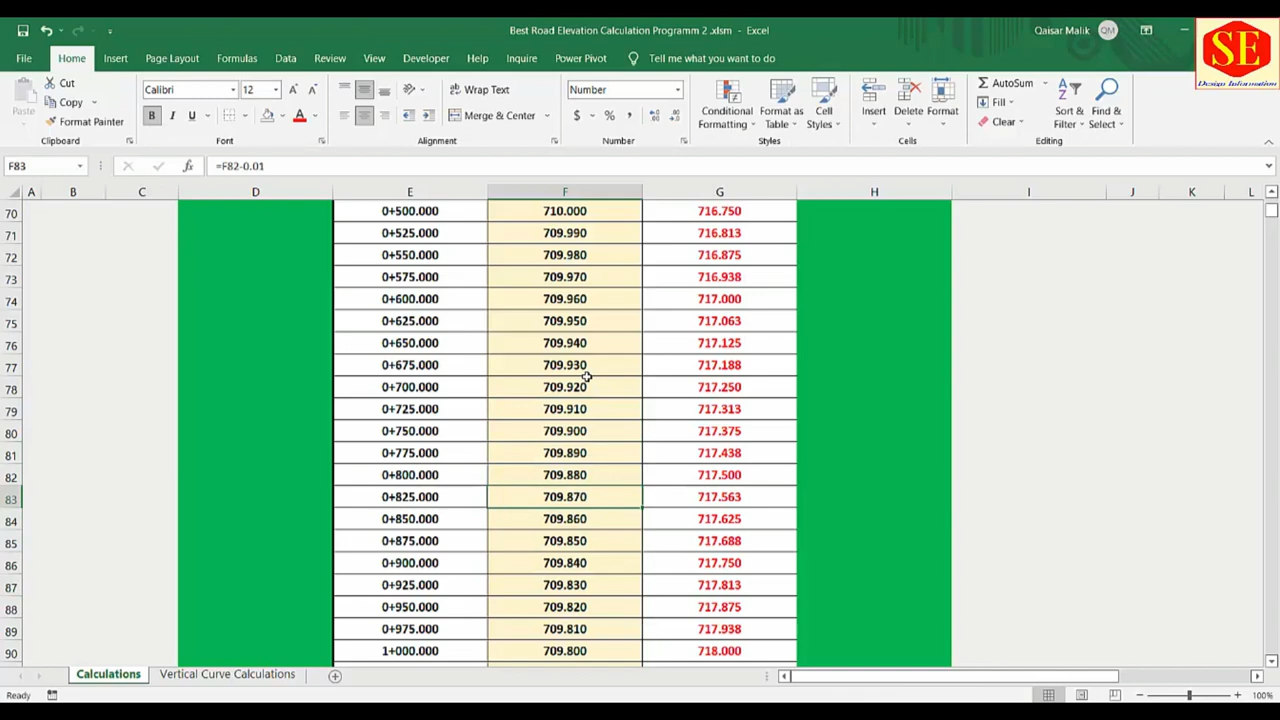 Best Road Elevation Calculation Programm 2 .xlsm - Excel
Qaisar Malik QM
SE
Design Information
File Home Insert Page Layout Formulas Data Review View Developer Help Inquire Power Pivot Tell me what you want to do
Paste
Cut
Copy
Format Painter
Clipboard
Calibri 12
B I U
Font
Wrap Text
Merge & Center
Alignment
Number
$ % ,
Number
Conditional Formatting
Format as Table
Cell Styles
Styles
Insert Delete Format
Cells
AutoSum
Fill
Clear
Sort & Filter
Find & Select
Editing
F83 fx =F82-0.01
A B C D E F G H I J K L
70 0+500.000 710.000 716.750
71 0+525.000 709.990 716.813
72 0+550.000 709.980 716.875
73 0+575.000 709.970 716.938
74 0+600.000 709.960 717.000
75 0+625.000 709.950 717.063
76 0+650.000 709.940 717.125
77 0+675.000 709.930 717.188
78 0+700.000 709.920 717.250
79 0+725.000 709.910 717.313
80 0+750.000 709.900 717.375
81 0+775.000 709.890 717.438
82 0+800.000 709.880 717.500
83 0+825.000 709.870 717.563
84 0+850.000 709.860 717.625
85 0+875.000 709.850 717.688
86 0+900.000 709.840 717.750
87 0+925.000 709.830 717.813
88 0+950.000 709.820 717.875
89 0+975.000 709.810 717.938
90 1+000.000 709.800 718.000
Calculations Vertical Curve Calculations
Ready 100%